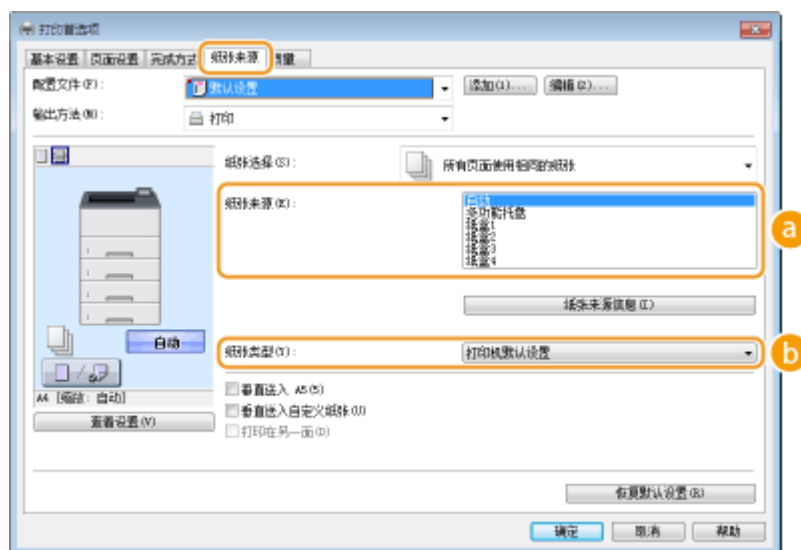 打印首选项
基本设置 页面设置 完成方式 纸张来源 质量
配置文件(F): 默认设置 添加(1)... 编辑(2)...
输出方法(M): 打印
纸张选择(S): 所有页面使用相同的纸张
纸张来源(K): 自动
多功能托盘
纸盒1
纸盒2
纸盒3
纸盒4
a
纸张来源信息(I)
自动
纸张类型(Y): 打印机默认设置
b
A4 [缩放: 自动]
查看设置(V)
垂直送入 A5(5)
垂直送入自定义纸张(U)
打印在另一面(D)
恢复默认设置(R)
确定 取消 帮助